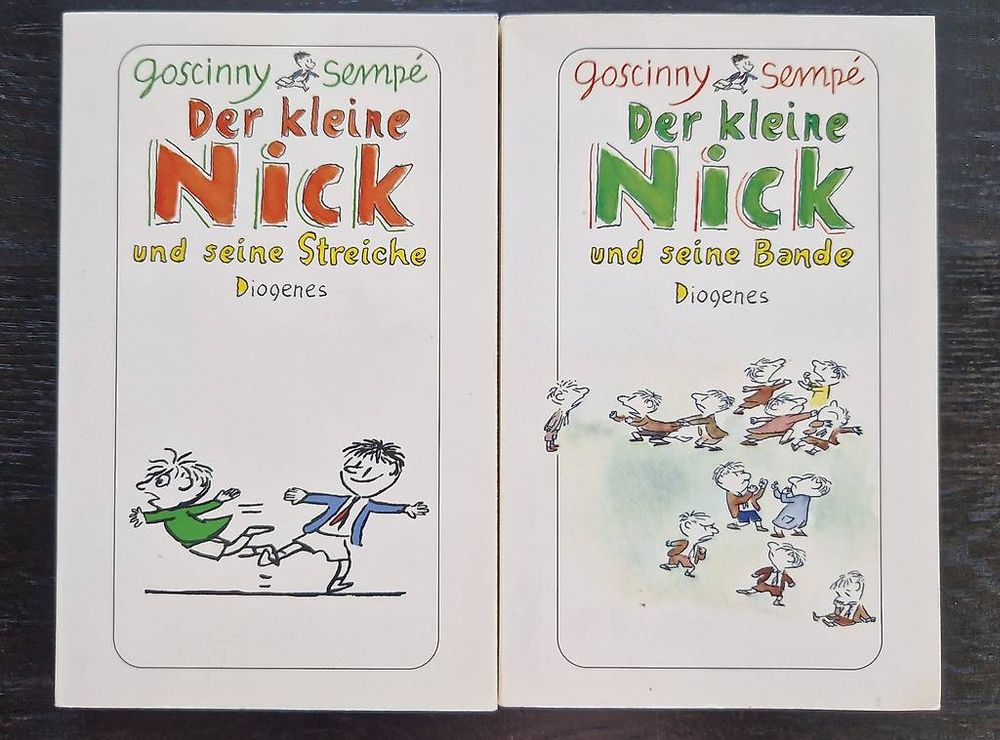 goscinny Sempé
Der kleine
Nick
und seine Streiche
Diogenes
goscinny Sempé
Der kleine
Nick
und seine Bande
Diogenes